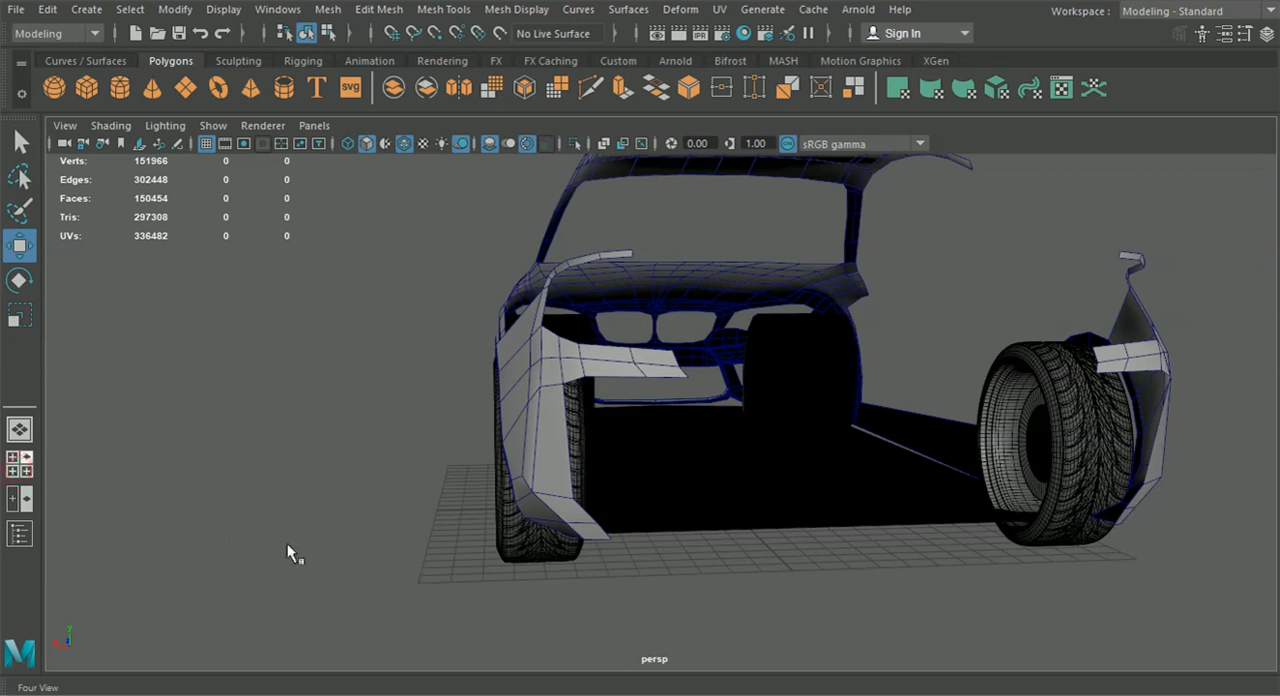 File Edit Create Select Modify Display Windows Mesh Edit Mesh Mesh Tools Mesh Display Curves Surfaces Deform UV Generate Cache Arnold Help Workspace : Modeling - Standard
Modeling No Live Surface Sign In
Curves / Surfaces Polygons Sculpting Rigging Animation Rendering FX FX Caching Custom Arnold Bifrost MASH Motion Graphics XGen
T SVG
View Shading Lighting Show Renderer Panels
0.00 1.00 sRGB gamma
Verts: 151966 0 0
Edges: 302448 0 0
Faces: 150454 0 0
Tris: 297308 0 0
UVs: 336482 0 0
y
persp
Four View